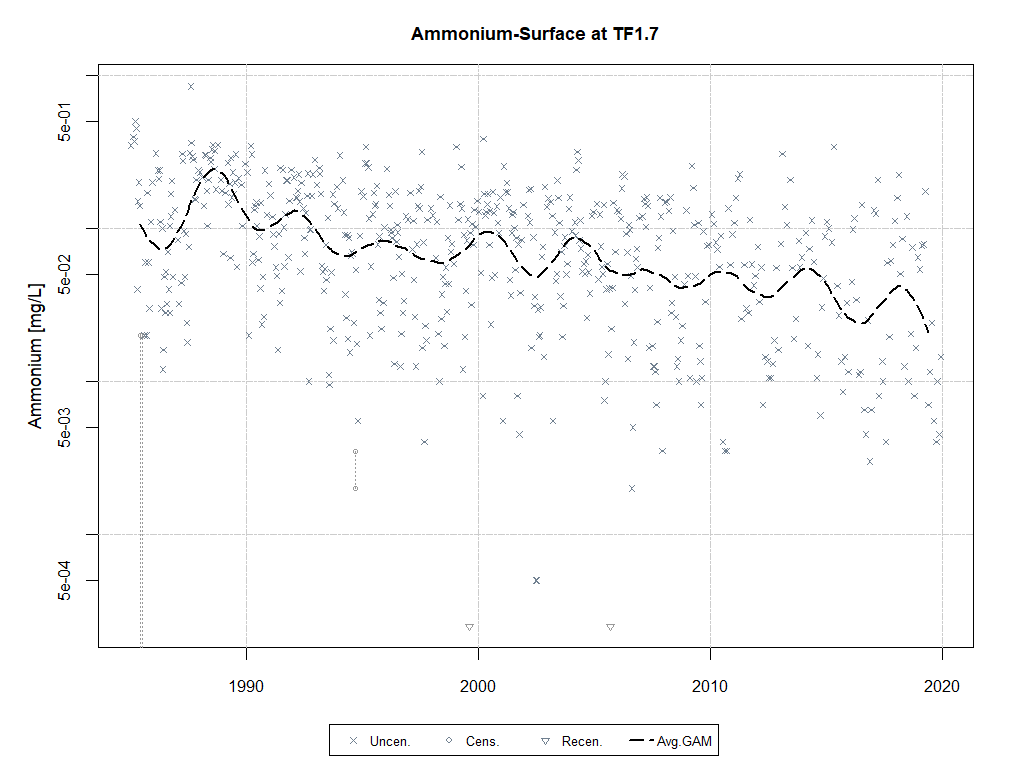 Ammonium-Surface at TF1.7
Ammonium [mg/L]
5e-01
5e-02
5e-03
5e-04
1990 2000 2010 2020
Uncen. Cens. Recen. Avg.GAM